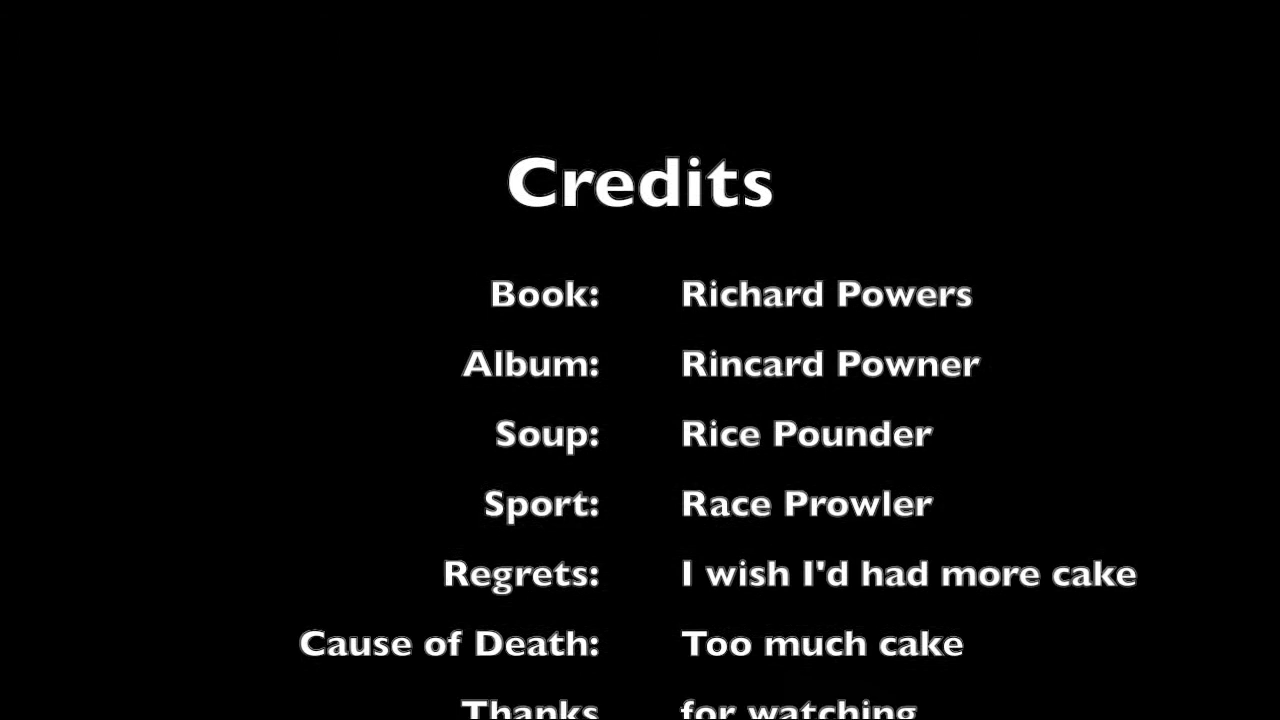 Credits
Book: Richard Powers
Album: Rincard Powner
Soup: Rice Pounder
Sport: Race Prowler
Regrets: I wish I'd had more cake
Cause of Death: Too much cake
Thanks for watching